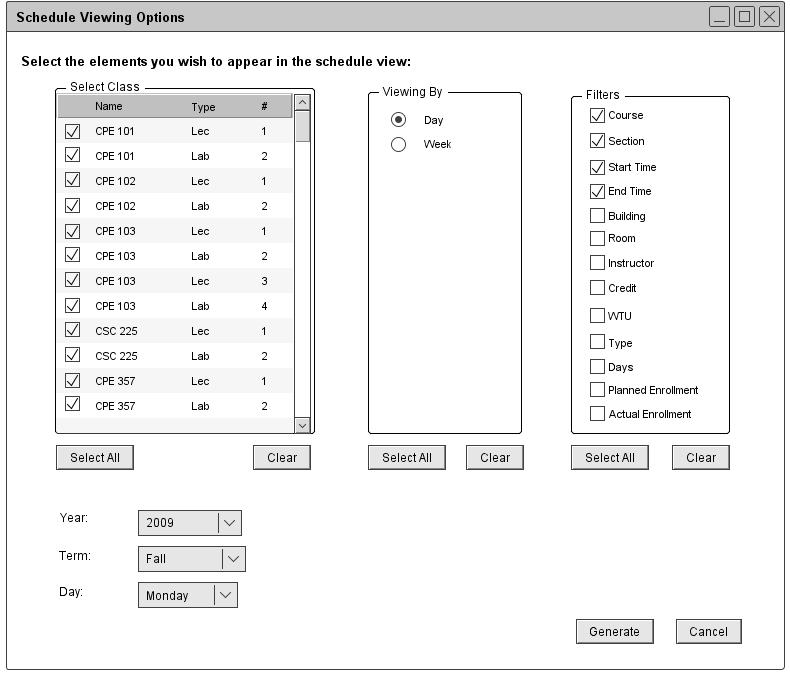 Schedule Viewing Options
Select the elements you wish to appear in the schedule view:
Select Class
Name Type #
CPE 101 Lec 1
CPE 101 Lab 2
CPE 102 Lec 1
CPE 102 Lab 2
CPE 103 Lec 1
CPE 103 Lab 2
CPE 103 Lec 3
CPE 103 Lab 4
CSC 225 Lec 1
CSC 225 Lab 2
CPE 357 Lec 1
CPE 357 Lab 2
Select All Clear
Viewing By
Day
Week
Select All Clear
Filters
Course
Section
Start Time
End Time
Building
Room
Instructor
Credit
WTU
Type
Days
Planned Enrollment
Actual Enrollment
Select All Clear
Year: 2009
Term: Fall
Day: Monday
Generate Cancel